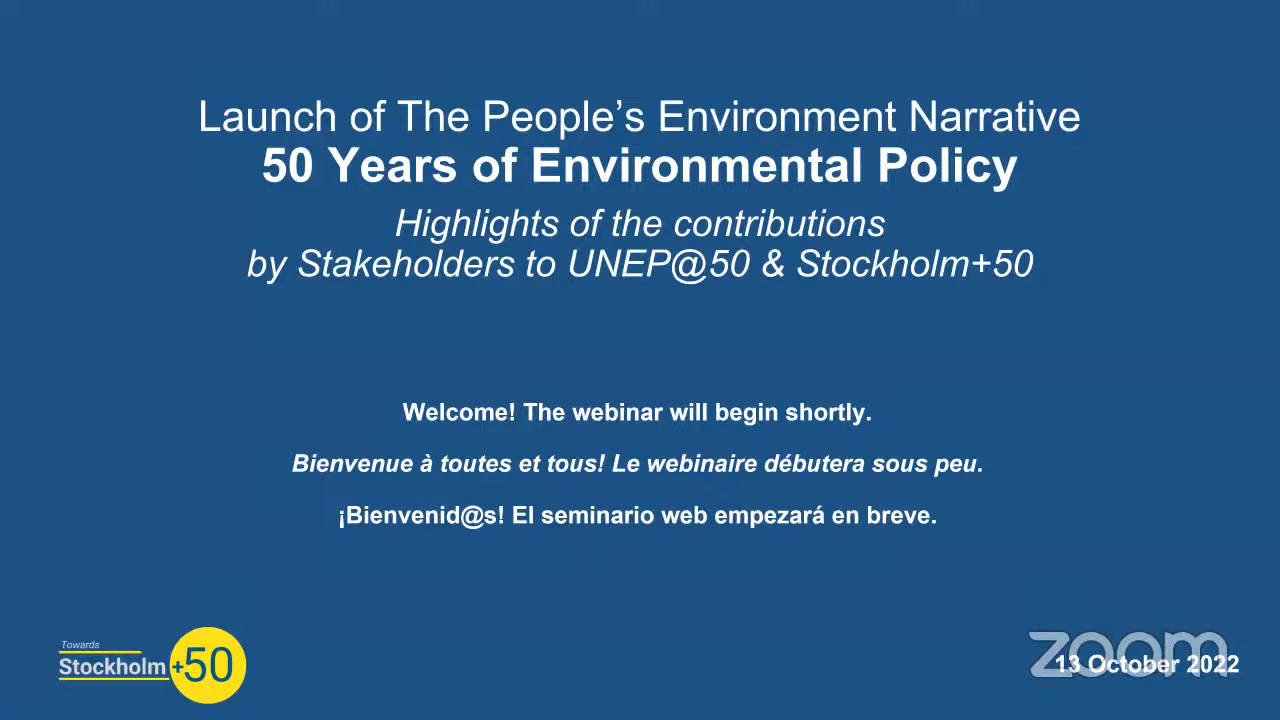 Launch of The People’s Environment Narrative
50 Years of Environmental Policy
Highlights of the contributions
by Stakeholders to UNEP@50 & Stockholm+50
Welcome! The webinar will begin shortly.
Bienvenue à toutes et tous! Le webinaire débutera sous peu.
¡Bienvenid@s! El seminario web empezará en breve.
Towards
Stockholm+50
zoom
13 October 2022